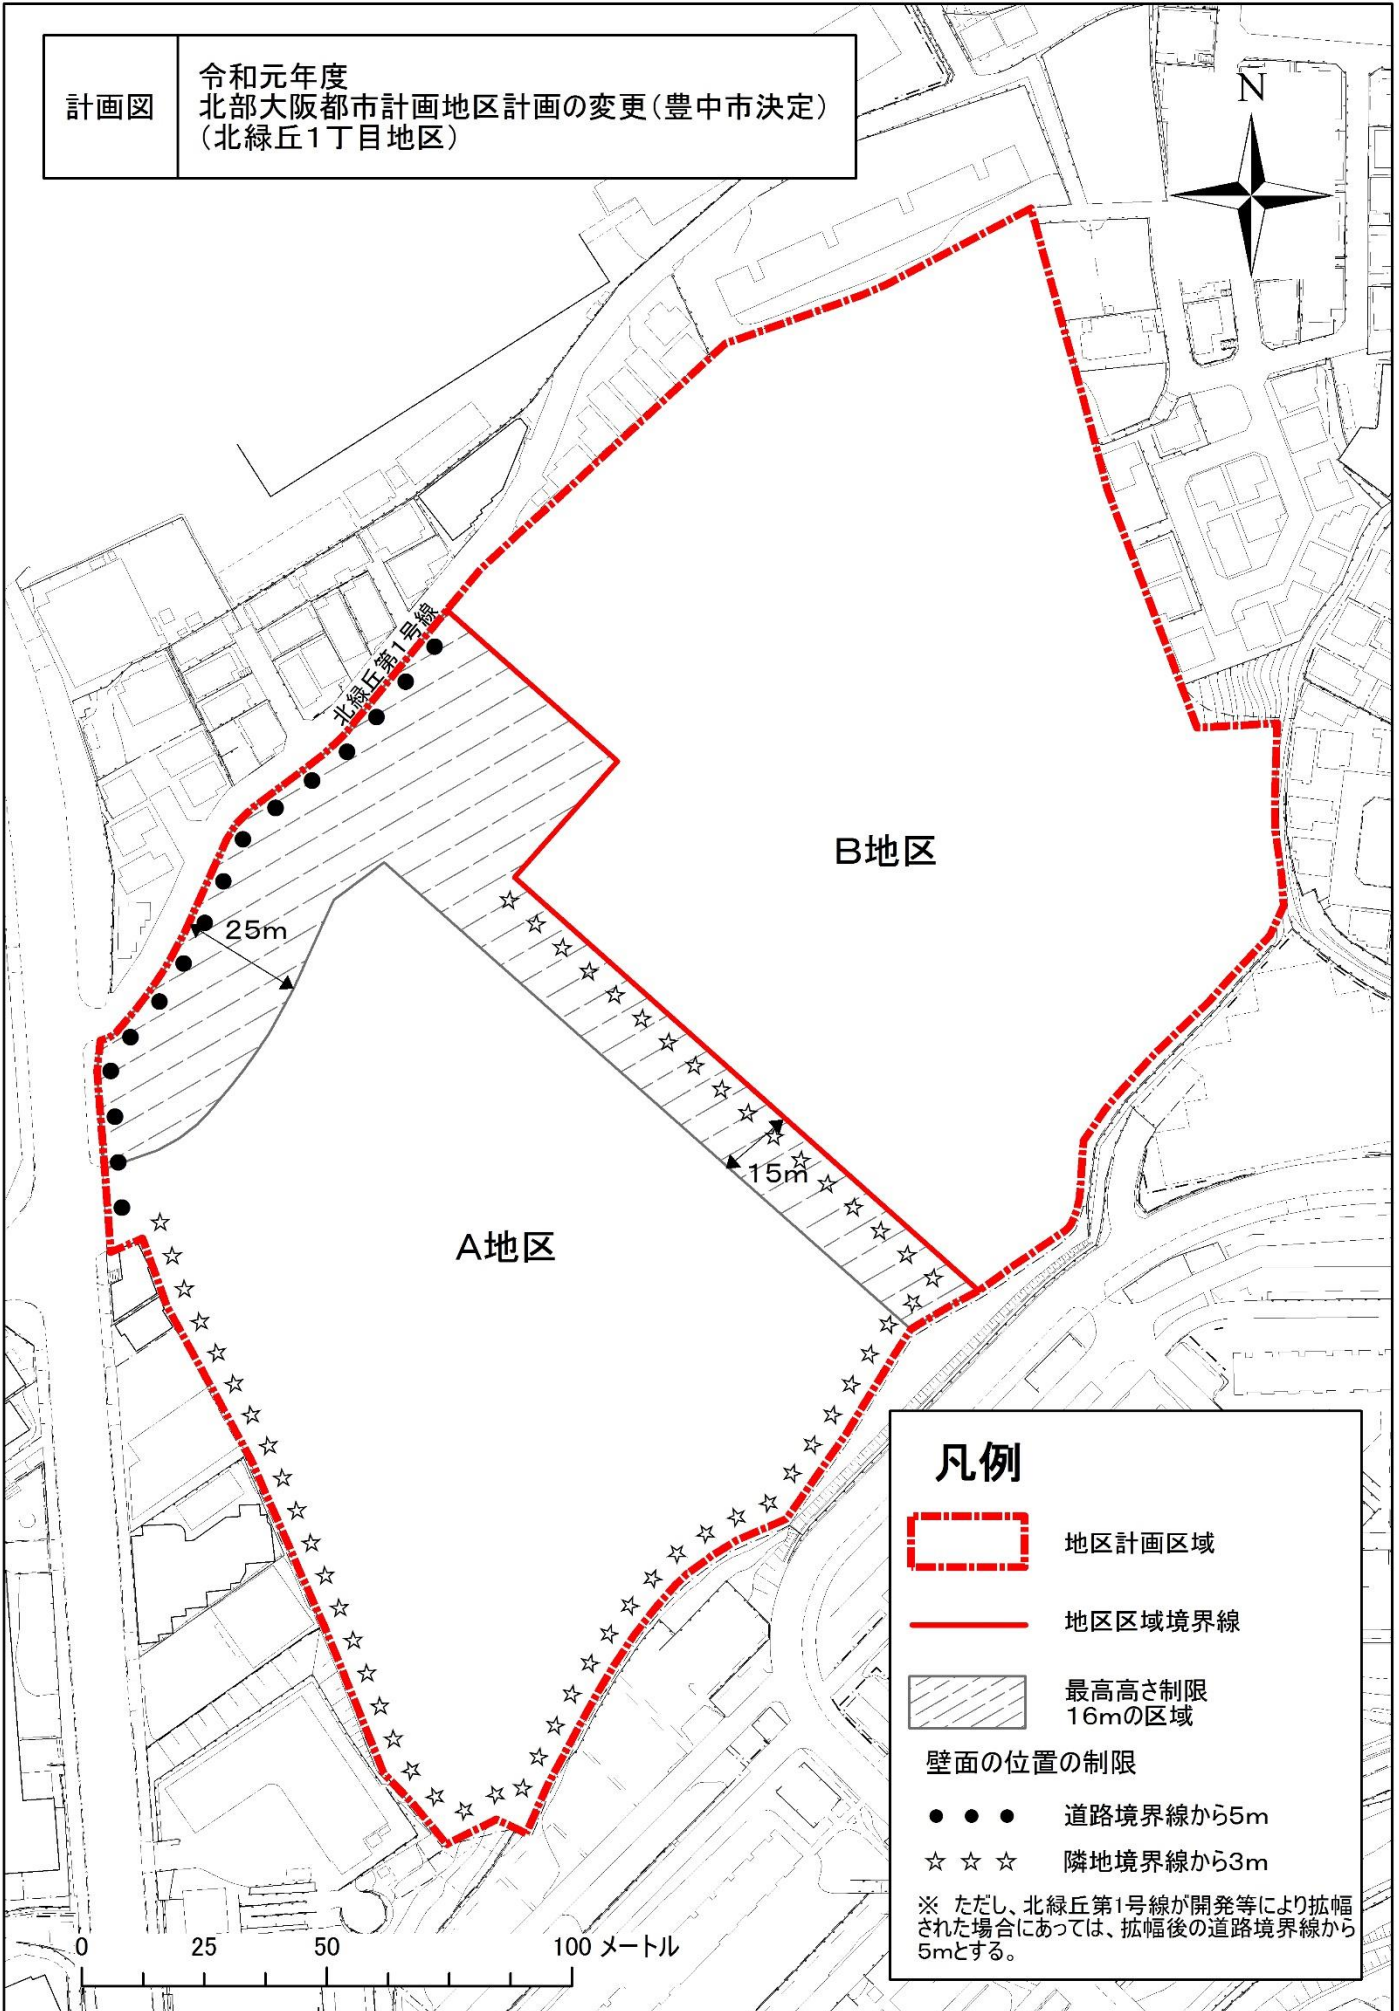 計画図
令和元年度
北部大阪都市計画地区計画の変更(豊中市決定)
(北緑丘1丁目地区)
N
北緑丘第1号線
B地区
25m
15m
A地区
凡例
地区計画区域
地区区域境界線
最高高さ制限
16mの区域
壁面の位置の制限
道路境界線から5m
隣地境界線から3m
※ ただし、北緑丘第1号線が開発等により拡幅
された場合にあっては、拡幅後の道路境界線から
5mとする。
0 25 50 100 メートル